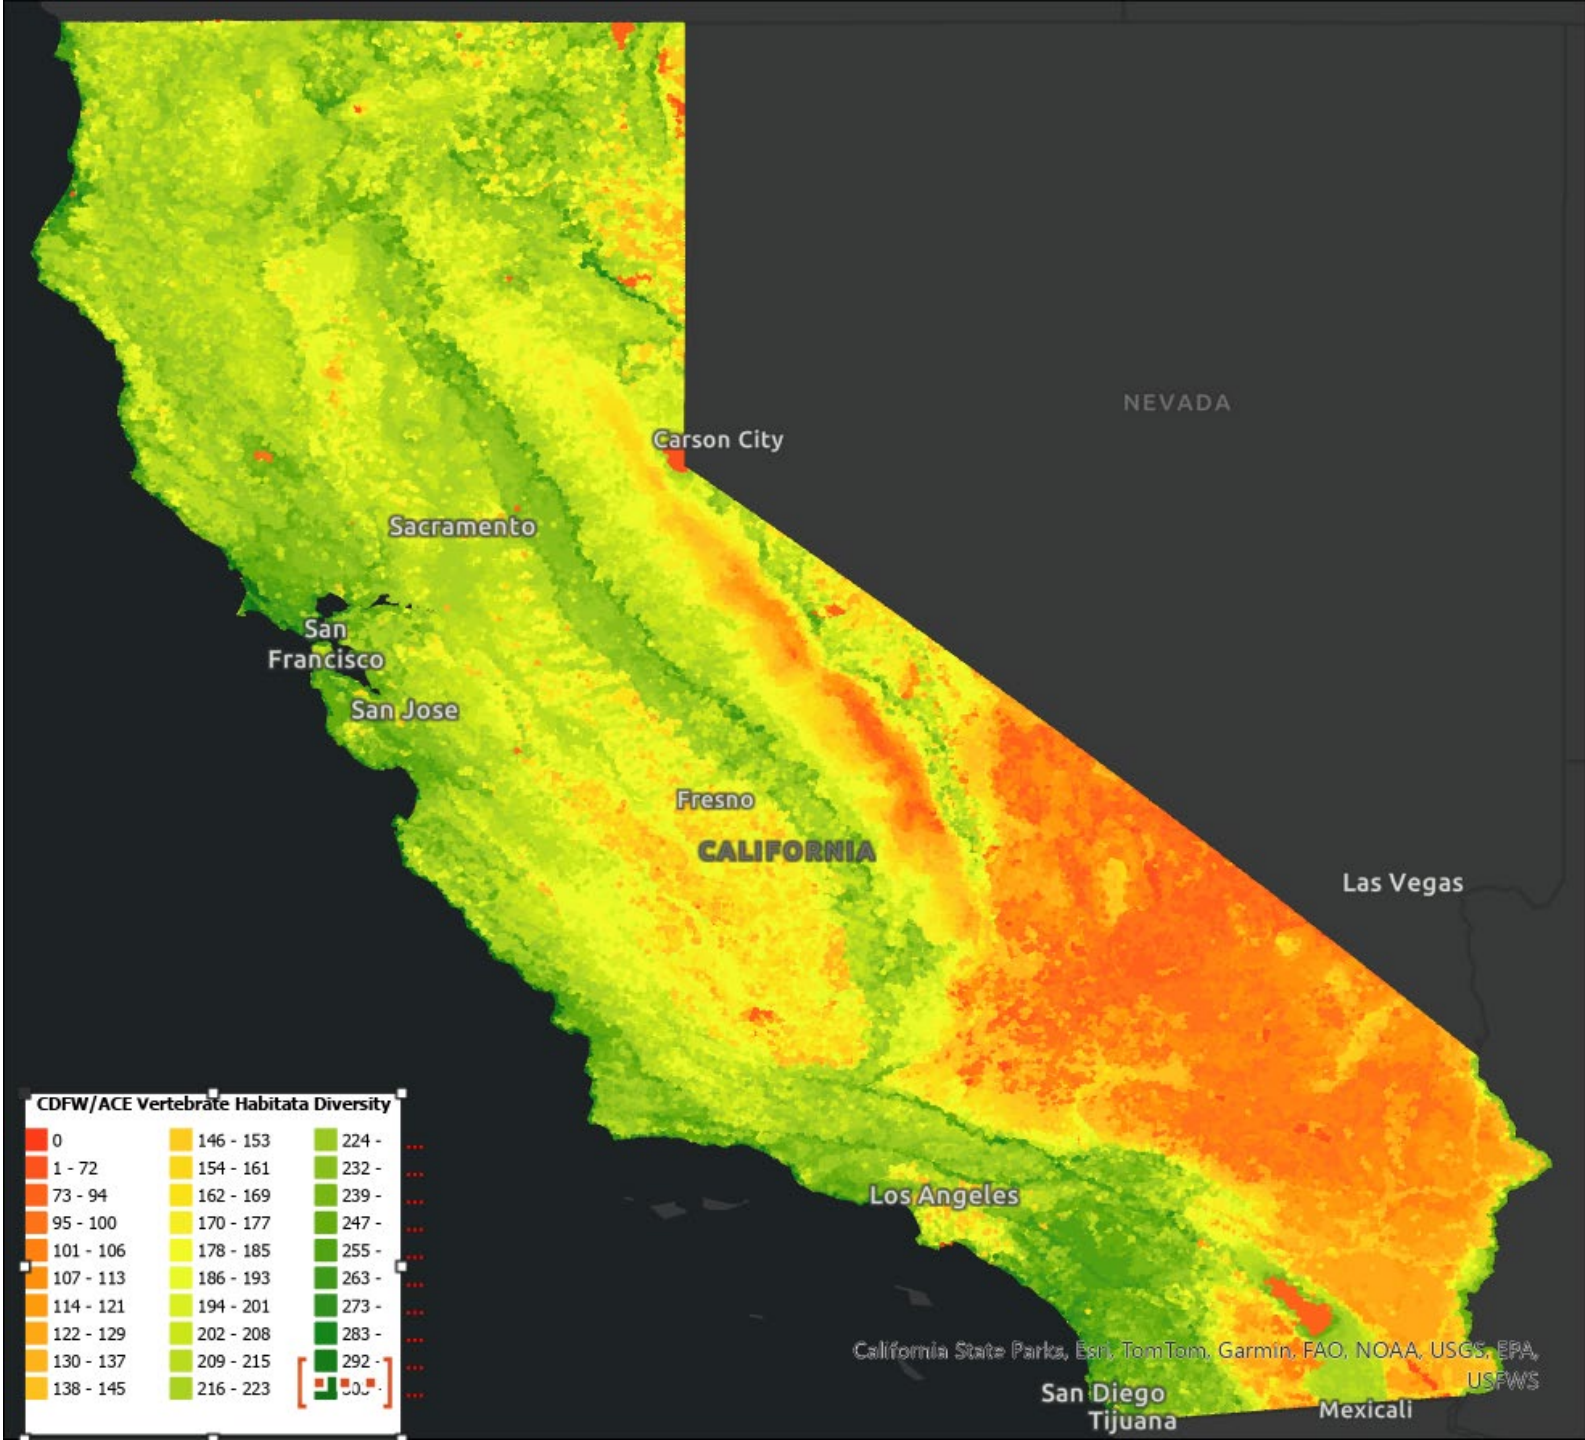 NEVADA
Carson City
Sacramento
San
Francisco
San Jose
Fresno
CALIFORNIA
Las Vegas
Los Angeles
California State Parks, Esri, TomTom, Garmin, FAO, NOAA, USGS, EPA,
USFWS
San Diego
Tijuana
Mexicali
CDFW/ACE Vertebrate Habitata Diversity
0
1 - 72
73 - 94
95 - 100
101 - 106
107 - 113
114 - 121
122 - 129
130 - 137
138 - 145
146 - 153
154 - 161
162 - 169
170 - 177
178 - 185
186 - 193
194 - 201
202 - 208
209 - 215
216 - 223
224 -
232 -
239 -
247 -
255 -
263 -
273 -
283 -
292 -